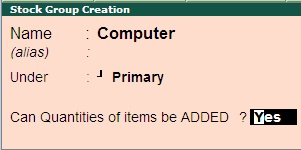 Stock Group Creation
Name : Computer
(alias) :
Under : ┘ Primary
Can Quantities of items be ADDED ? Yes